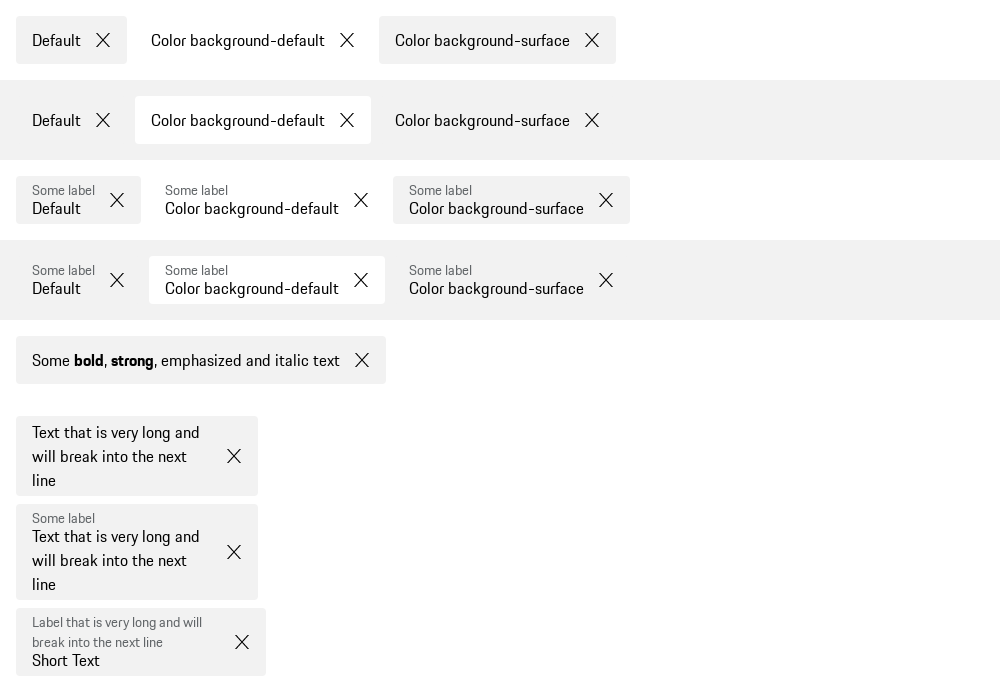 Default Color background-default Color background-surface
Default Color background-default Color background-surface
Some label Some label Some label
Default Color background-default Color background-surface
Some label Some label Some label
Default Color background-default Color background-surface
Some bold, strong, emphasized and italic text
Text that is very long and
will break into the next
line
Some label
Text that is very long and
will break into the next
line
Label that is very long and will
break into the next line
Short Text